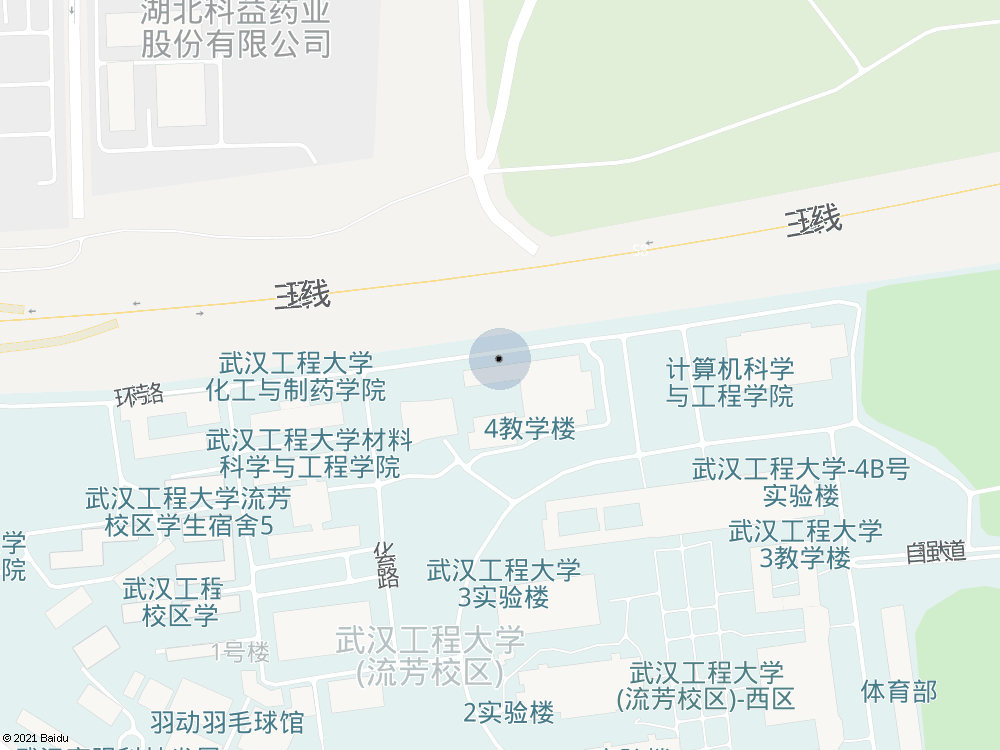 湖北科益药业
股份有限公司
三环线
S5
三环线
武汉工程大学
化工与制药学院
计算机科学
与工程学院
环秀路
4教学楼
武汉工程大学材料
科学与工程学院
武汉工程大学-4B号
实验楼
武汉工程大学流芳
校区学生宿舍5
武汉工程大学
3教学楼
学
院
自强大道
化育路
武汉工程大学
3实验楼
武汉工程
校区学
1号楼
武汉工程大学
(流芳校区)
武汉工程大学
(流芳校区)-西区
体育部
羽动羽毛球馆
2实验楼
© 2021 Baidu